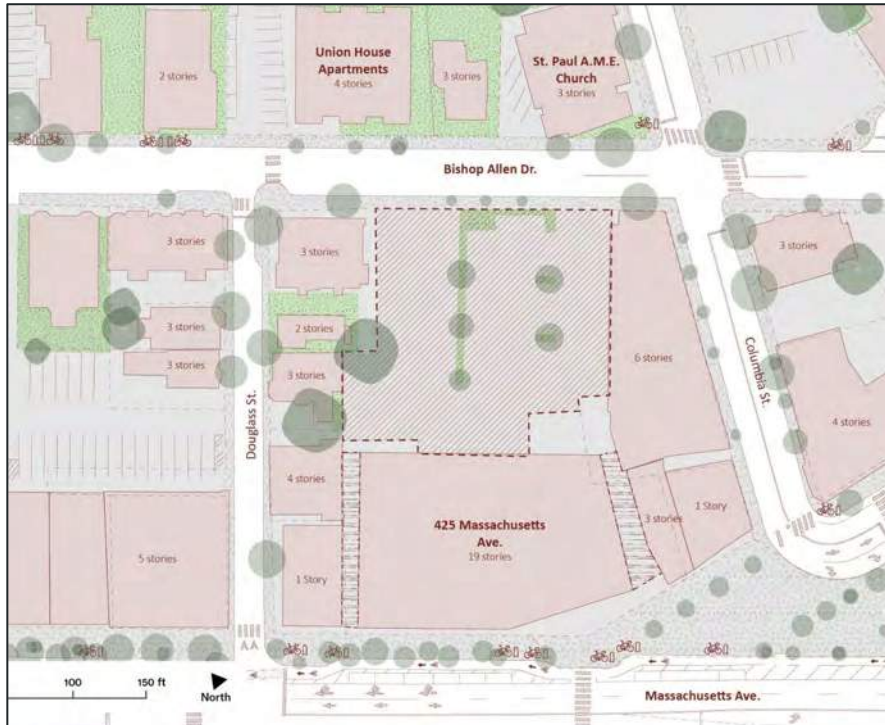 Union House
Apartments
4 stories
2 stories
3 stories
St. Paul A.M.E.
Church
3 stories
Bishop Allen Dr.
3 stories
3 stories
3 stories
3 stories
2 stories
3 stories
3 stories
6 stories
Douglass St.
Columbia St.
4 stories
4 stories
425 Massachusetts
Ave.
19 stories
3 stories
1 Story
5 stories
1 Story
100
150 ft
North
Massachusetts Ave.